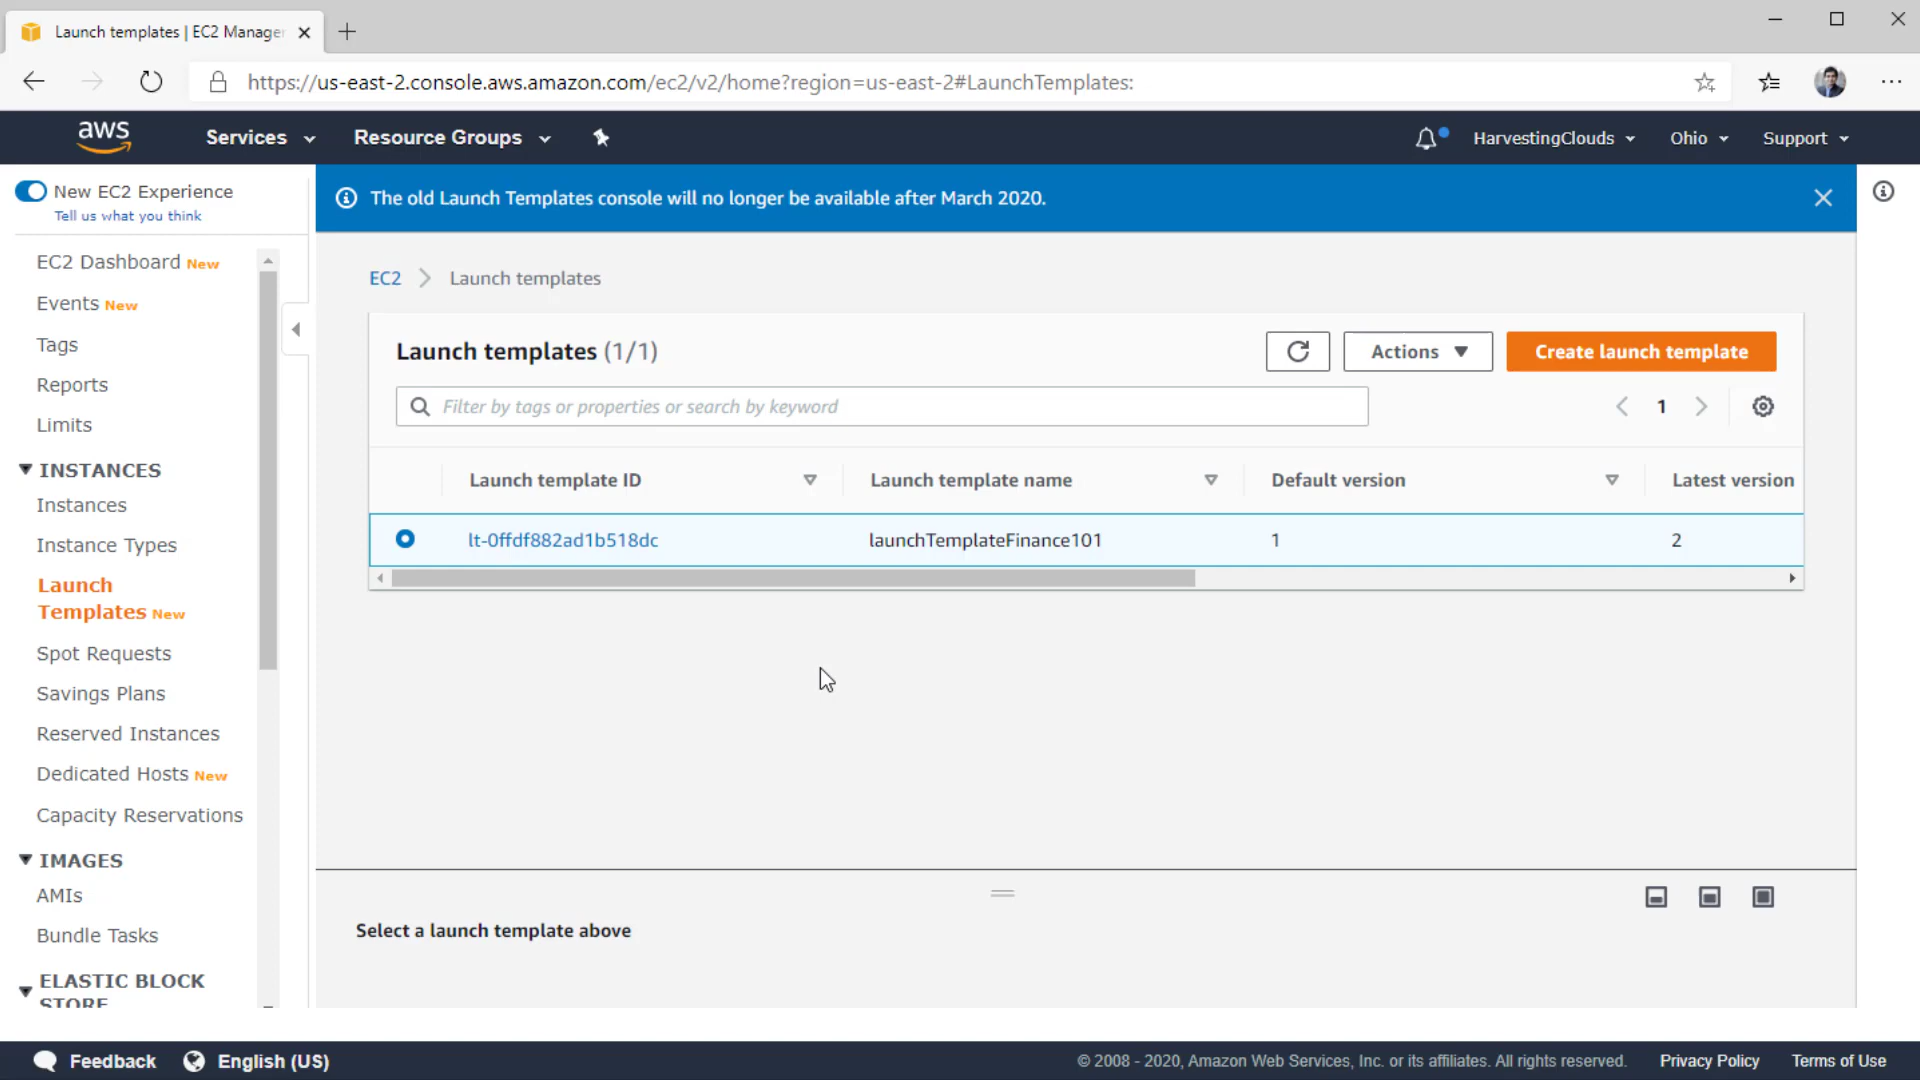 Launch templates | EC2 Manage
https://us-east-2.console.aws.amazon.com/ec2/v2/home?region=us-east-2#LaunchTemplates:
aws
Services
Resource Groups
HarvestingClouds
Ohio
Support
New EC2 Experience
Tell us what you think
The old Launch Templates console will no longer be available after March 2020.
EC2 Dashboard New
Events New
Tags
Reports
Limits
INSTANCES
Instances
Instance Types
Launch
Templates New
Spot Requests
Savings Plans
Reserved Instances
Dedicated Hosts New
Capacity Reservations
IMAGES
AMIs
Bundle Tasks
ELASTIC BLOCK
STORE
EC2 > Launch templates
Launch templates (1/1)
Actions
Create launch template
Filter by tags or properties or search by keyword
1
Launch template ID
Launch template name
Default version
Latest version
lt-0ffdf882ad1b518dc
launchTemplateFinance101
1
2
Select a launch template above
Feedback
English (US)
© 2008 - 2020, Amazon Web Services, Inc. or its affiliates. All rights reserved.
Privacy Policy
Terms of Use